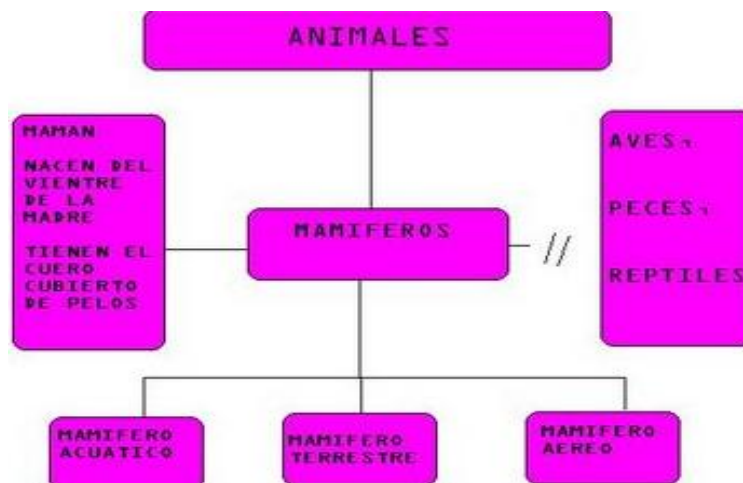 ANIMALES
MAMAN
NACEN DEL
VIENTRE
DE LA
MADRE
TIENEN EL
CUERO
CUBIERTO
DE PELOS
MAMIFEROS
//
AVES,
PECES,
REPTILES
MAMIFERO
ACUATICO
MAMIFERO
TERRESTRE
MAMIFERO
AEREO